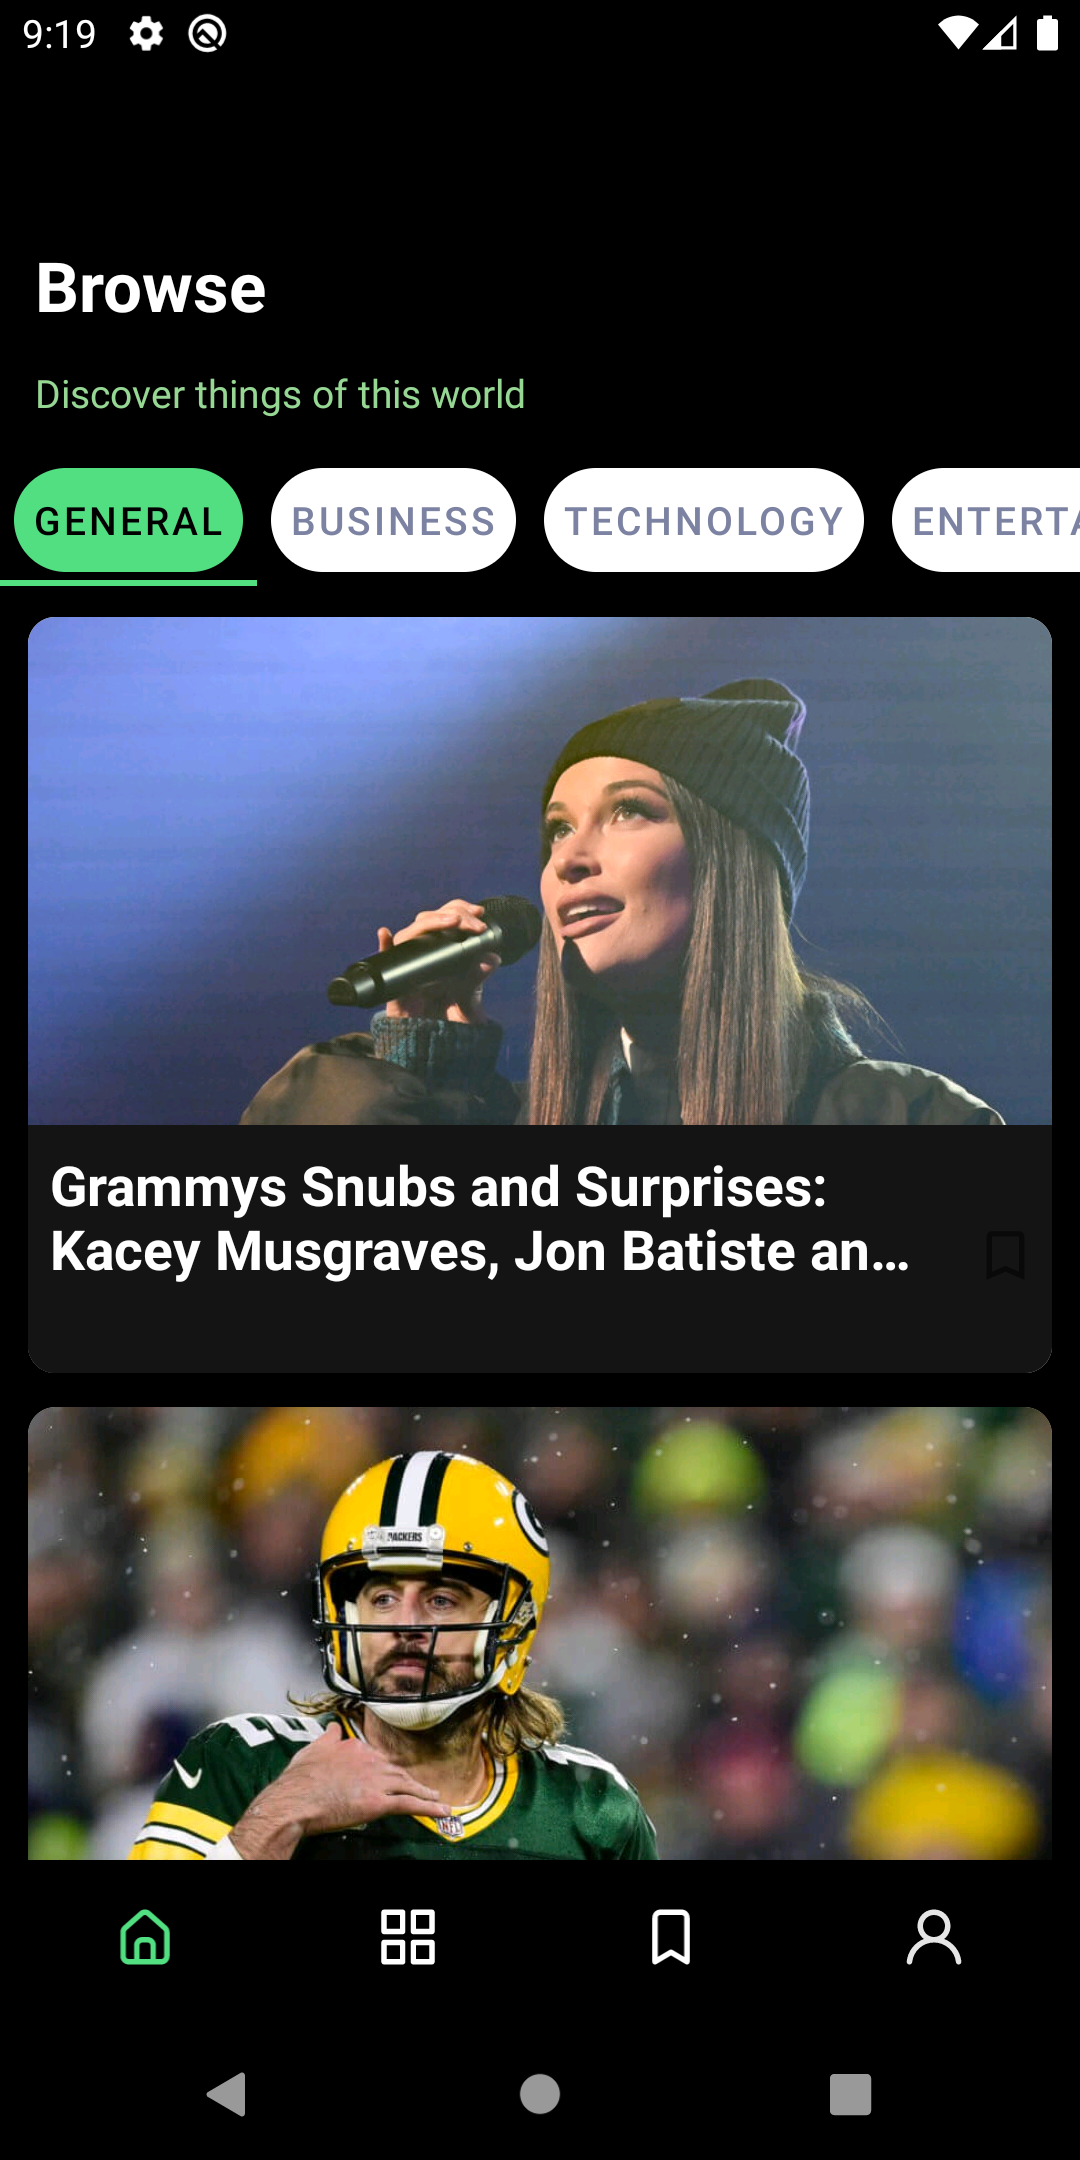 9:19
Browse
Discover things of this world
GENERAL
BUSINESS
TECHNOLOGY
ENTERTA
Grammys Snubs and Surprises:
Kacey Musgraves, Jon Batiste an…
PACKERS
G
NFL